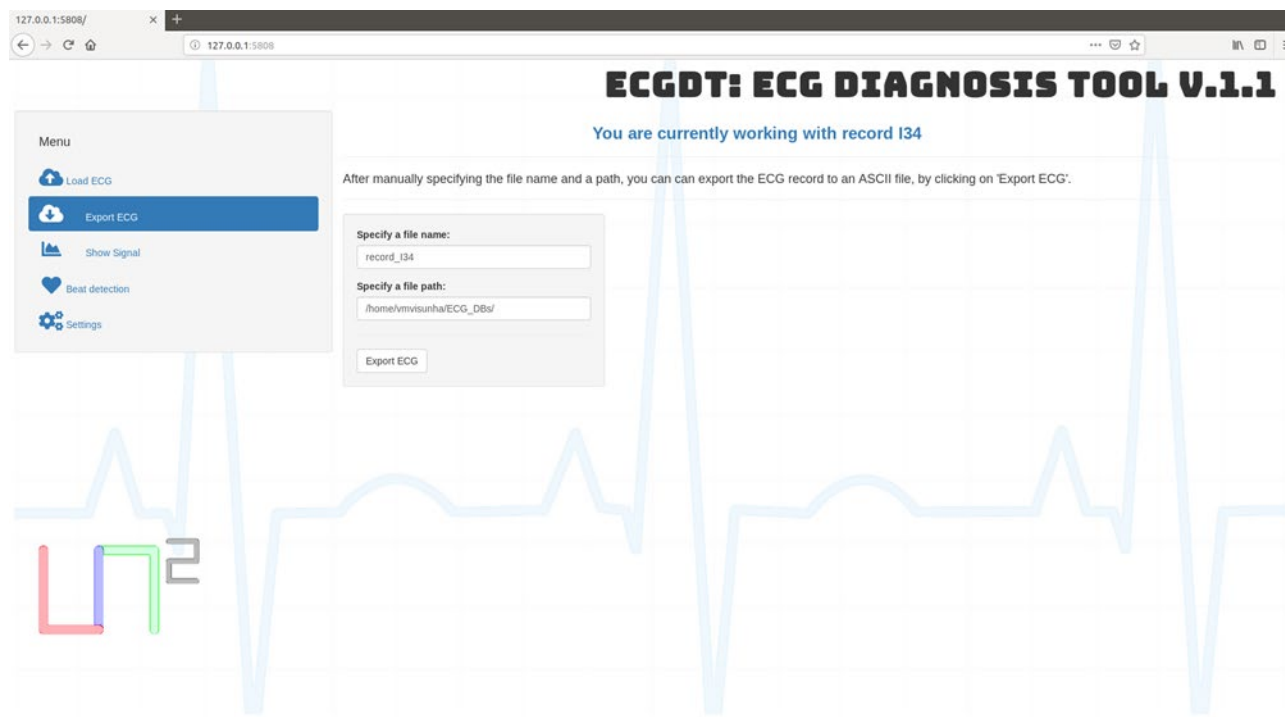 127.0.0.1:5808/
127.0.0.1:5808
ECGDT: ECG DIAGNOSIS TOOL V.1.1
Menu
Load ECG
Export ECG
Show Signal
Beat detection
Settings
You are currently working with record I34
After manually specifying the file name and a path, you can can export the ECG record to an ASCII file, by clicking on 'Export ECG'.
Specify a file name:
record_I34
Specify a file path:
/home/vmvisunha/ECG_DBs/
Export ECG
2